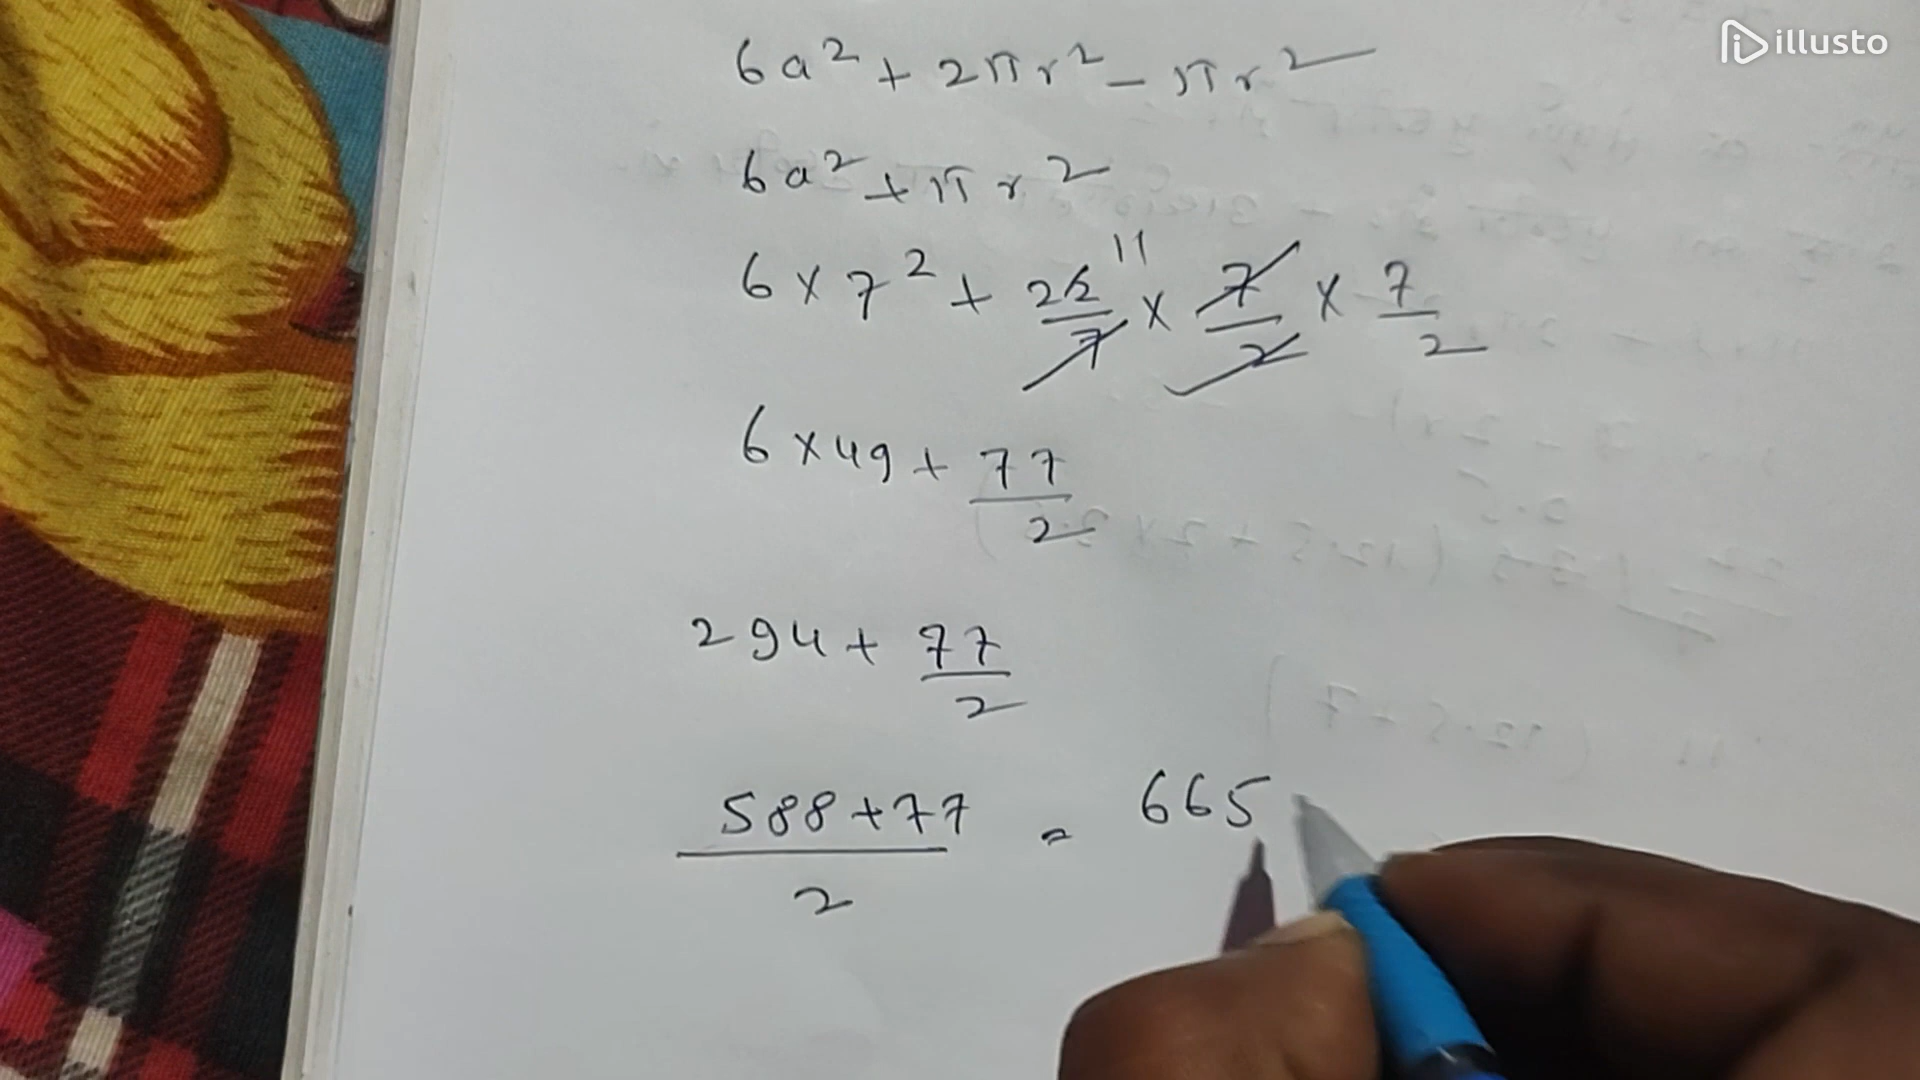 illusto
6a² + 2πr² - πr²
6a² + πr²
6 × 7² + 22/7 11 × 7/2 × 7/2
6 × 49 + 77/2
294 + 77/2
588 + 77/2 = 665